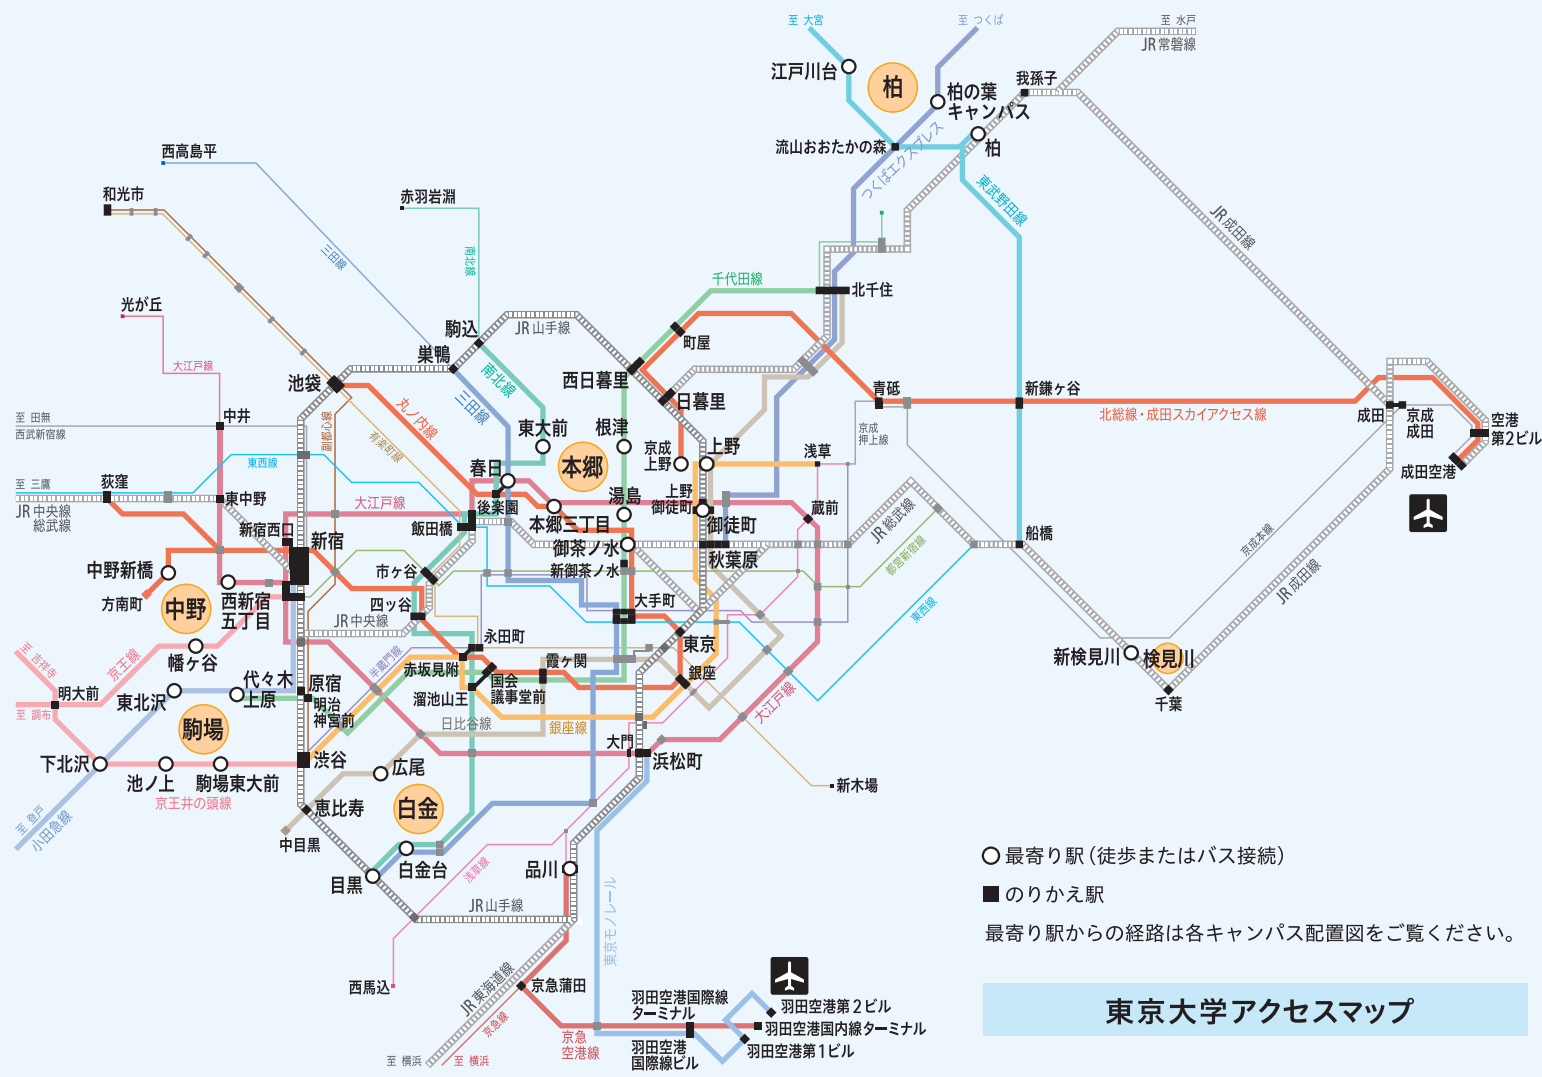 至 大宮
至 つくば
至 水戸
JR常磐線
江戸川台
柏
柏の葉
キャンパス
我孫子
流山おおたかの森
柏
つくばエクスプレス
東武野田線
JR成田線
西高島平
和光市
赤羽岩淵
三田線
南北線
千代田線
北千住
光が丘
大江戸線
駒込
JR山手線
巣鴨
町屋
池袋
西日暮里
日暮里
青砥
新鎌ヶ谷
北総線・成田スカイアクセス線
成田
京成
成田
空港
第2ビル
成田空港
南北線
三田線
丸ノ内線
有楽町線
副都心線
至 田無
西武新宿線
中井
東西線
東大前
根津
本郷
京成
上野
上野
浅草
京成
押上線
春日
荻窪
至 三鷹
JR中央線
総武線
東中野
大江戸線
後楽園
湯島
上野
御徒町
御徒町
蔵前
JR総武線
飯田橋
本郷三丁目
新宿西口
新宿
御茶ノ水
秋葉原
新御茶ノ水
船橋
都営新宿線
京成本線
JR成田線
中野新橋
方南町
中野
西新宿
五丁目
市ヶ谷
四ッ谷
大手町
東西線
JR中央線
永田町
東京
新検見川
検見川
千葉
至 吉祥寺
京王線
幡ヶ谷
半蔵門線
赤坂見附
霞ヶ関
銀座
明大前
至 調布
東北沢
代々木
上原
原宿
明治
神宮前
溜池山王
国会
議事堂前
大江戸線
駒場
日比谷線
銀座線
大門
浜松町
下北沢
池ノ上
駒場東大前
渋谷
広尾
新木場
京王井の頭線
至 登戸
小田急線
恵比寿
白金
中目黒
目黒
白金台
浅草線
品川
東京モノレール
JR山手線
西馬込
JR東海道線
京急蒲田
京急線
至 横浜
至 横浜
京急
空港線
羽田空港国際線
ターミナル
羽田空港
国際線ビル
羽田空港第2ビル
羽田空港国内線ターミナル
羽田空港第1ビル
最寄り駅(徒歩またはバス接続)
のりかえ駅
最寄り駅からの経路は各キャンパス配置図をご覧ください。
東京大学アクセスマップ